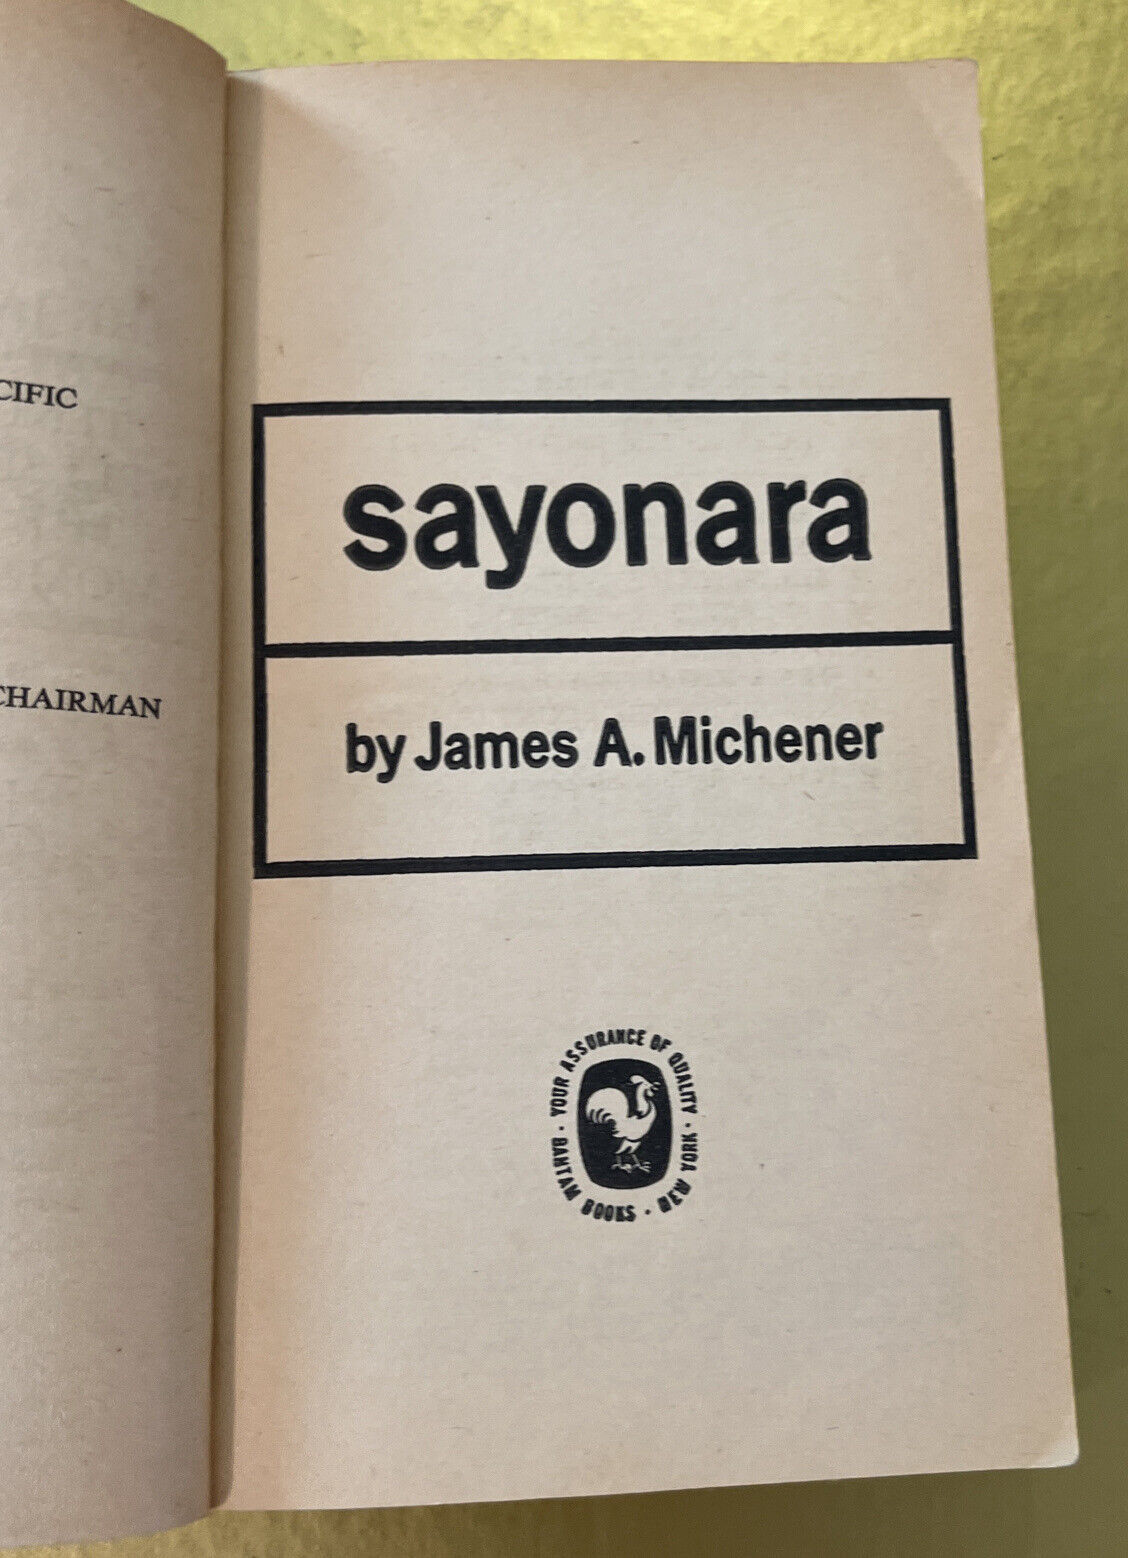 CIFIC
CHAIRMAN
sayonara
by James A. Michener
YOUR ASSURANCE OF QUALITY · NEW YORK · BANTAM BOOKS ·